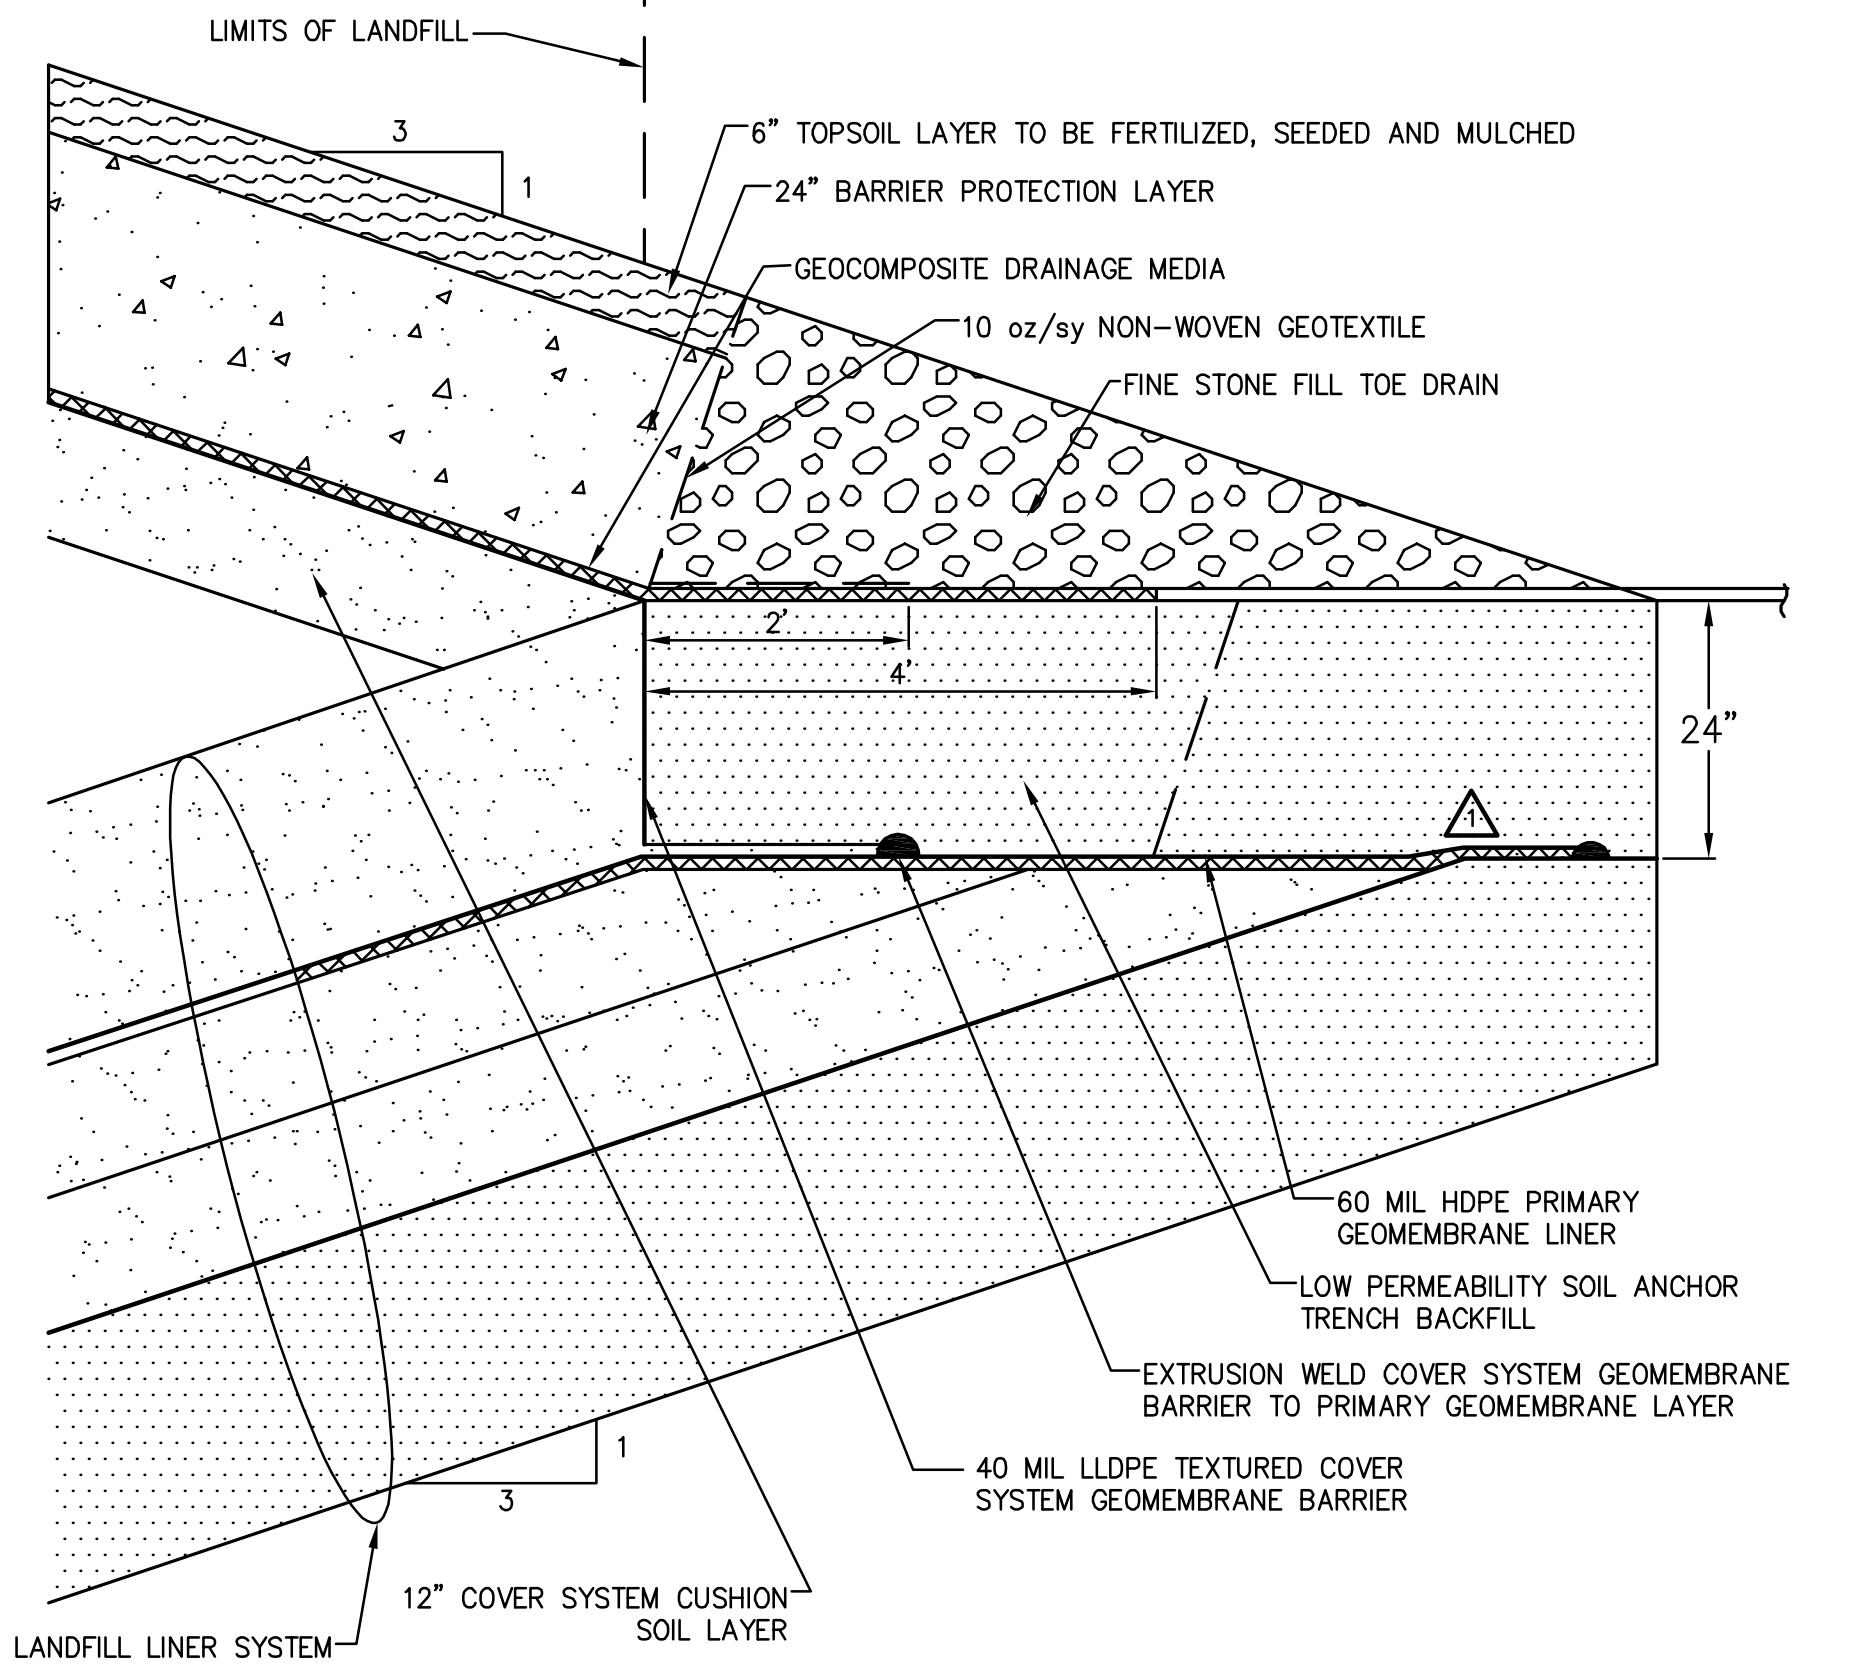 LIMITS OF LANDFILL
3
1
6" TOPSOIL LAYER TO BE FERTILIZED, SEEDED AND MULCHED
24" BARRIER PROTECTION LAYER
GEOCOMPOSITE DRAINAGE MEDIA
10 oz/sy NON-WOVEN GEOTEXTILE
FINE STONE FILL TOE DRAIN
2'
4'
24"
1
60 MIL HDPE PRIMARY
GEOMEMBRANE LINER
LOW PERMEABILITY SOIL ANCHOR
TRENCH BACKFILL
EXTRUSION WELD COVER SYSTEM GEOMEMBRANE
BARRIER TO PRIMARY GEOMEMBRANE LAYER
1
3
40 MIL LLDPE TEXTURED COVER
SYSTEM GEOMEMBRANE BARRIER
12" COVER SYSTEM CUSHION
SOIL LAYER
LANDFILL LINER SYSTEM